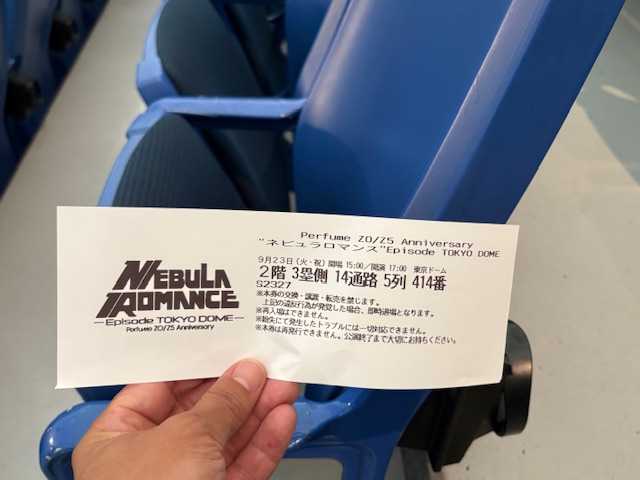 NEBULA
ROMANCE
—Episode TOKYO DOME—
Perfume ZO/Z5 Anniversary
Perfume ZO/Z5 Anniversary
"ネビュラロマンス"Episode TOKYO DOME
9月23日(火・祝) 開場 15:00／開演 17:00 東京ドーム
2階 3塁側 14通路 5列 414番
S2327
※本券の交換・譲渡・転売を禁じます。
上記の違反行為が発覚した場合、即時退場となります。
※再入場はできません。
※紛失にて発生したトラブルには一切対応できません。
※本券は再発行できません。公演終了まで大切にお持ちください。